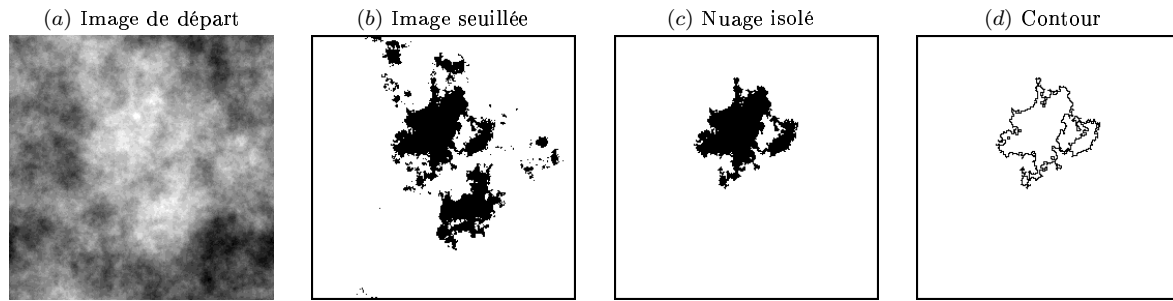 (a) Image de départ
(b) Image seuillée
(c) Nuage isolé
(d) Contour